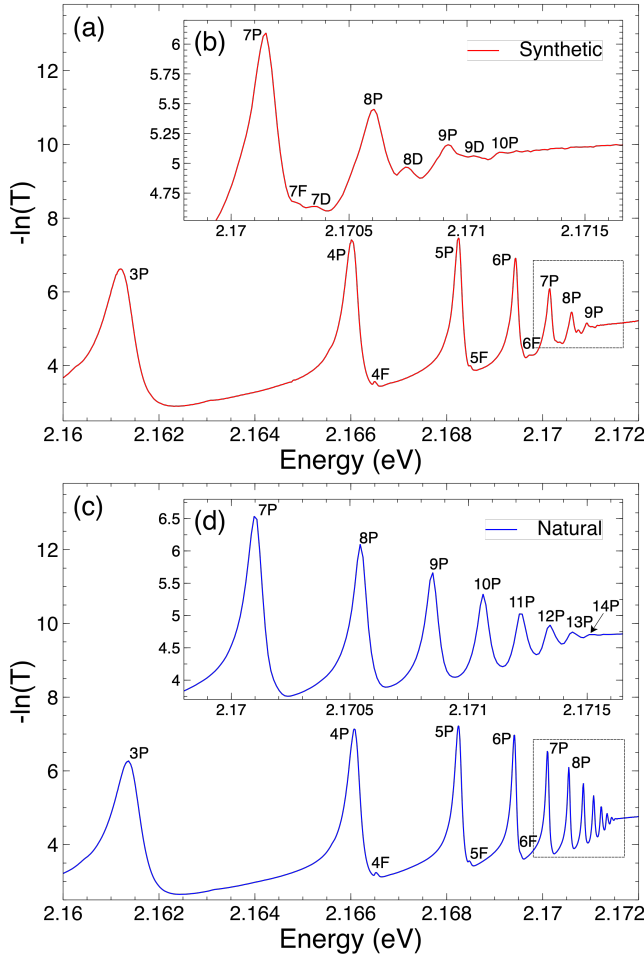 (a)
(b)
Synthetic
7P
8P
9P
10P
7F
7D
8D
9D
6
5.75
5.5
5.25
5
4.75
2.17
2.1705
2.171
2.1715
12
10
8
6
4
-ln(T)
3P
4P
5P
6P
7P
8P
9P
4F
5F
6F
2.16
2.162
2.164
2.166
2.168
2.17
2.172
Energy (eV)
(c)
(d)
Natural
7P
8P
9P
10P
11P
12P
13P
14P
6.5
6
5.5
5
4.5
4
2.17
2.1705
2.171
2.1715
12
10
8
6
4
-ln(T)
3P
4P
5P
6P
7P
8P
4F
5F
6F
2.16
2.162
2.164
2.166
2.168
2.17
2.172
Energy (eV)